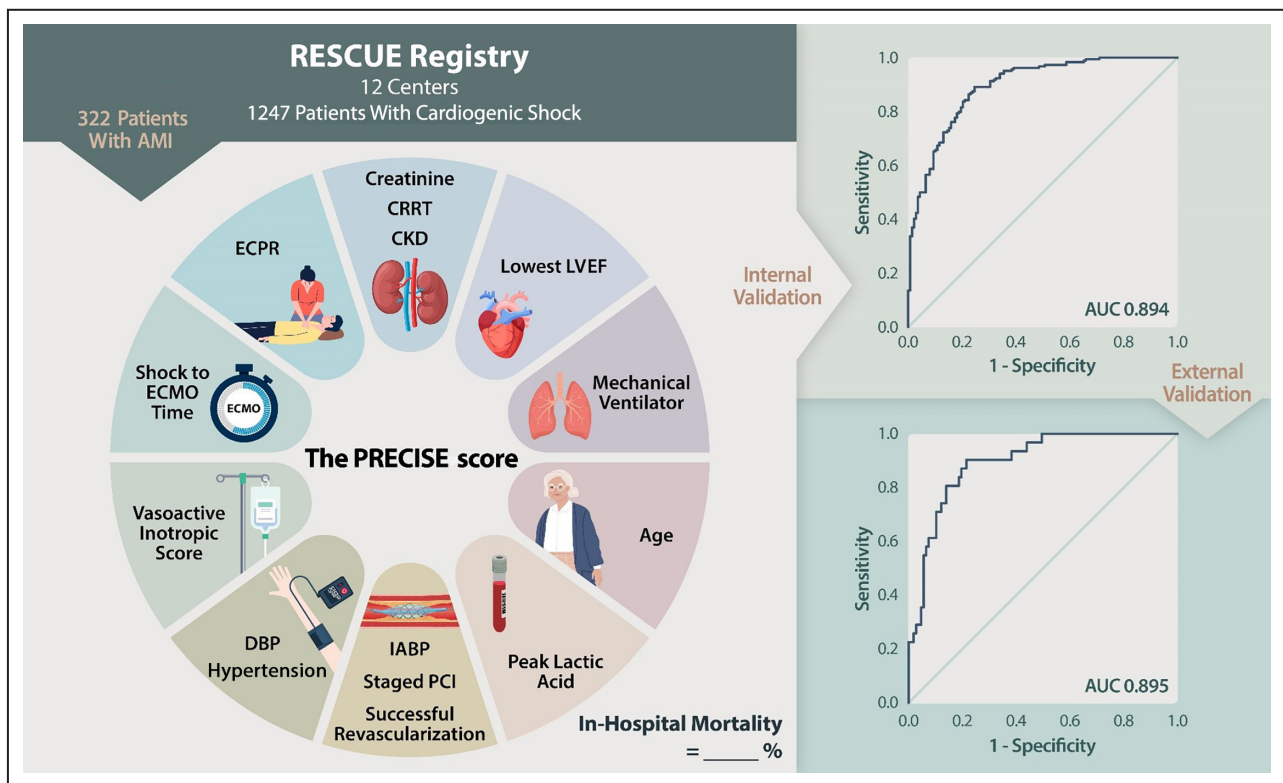 RESCUE Registry
12 Centers
1247 Patients With Cardiogenic Shock
322 Patients
With AMI
Creatinine
CRRT
CKD
Lowest LVEF
Mechanical
Ventilator
Age
Peak Lactic
Acid
IABP
Staged PCI
Successful
Revascularization
DBP
Hypertension
Vasoactive
Inotropic
Score
Shock to
ECMO
Time
ECMO
ECPR
The PRECISE score
In-Hospital Mortality
= _____ %
Internal
Validation
Sensitivity
1.0
0.8
0.6
0.4
0.2
0.0
0.0 0.2 0.4 0.6 0.8 1.0
1 - Specificity
AUC 0.894
External
Validation
Sensitivity
1.0
0.8
0.6
0.4
0.2
0.0
0.0 0.2 0.4 0.6 0.8 1.0
1 - Specificity
AUC 0.895